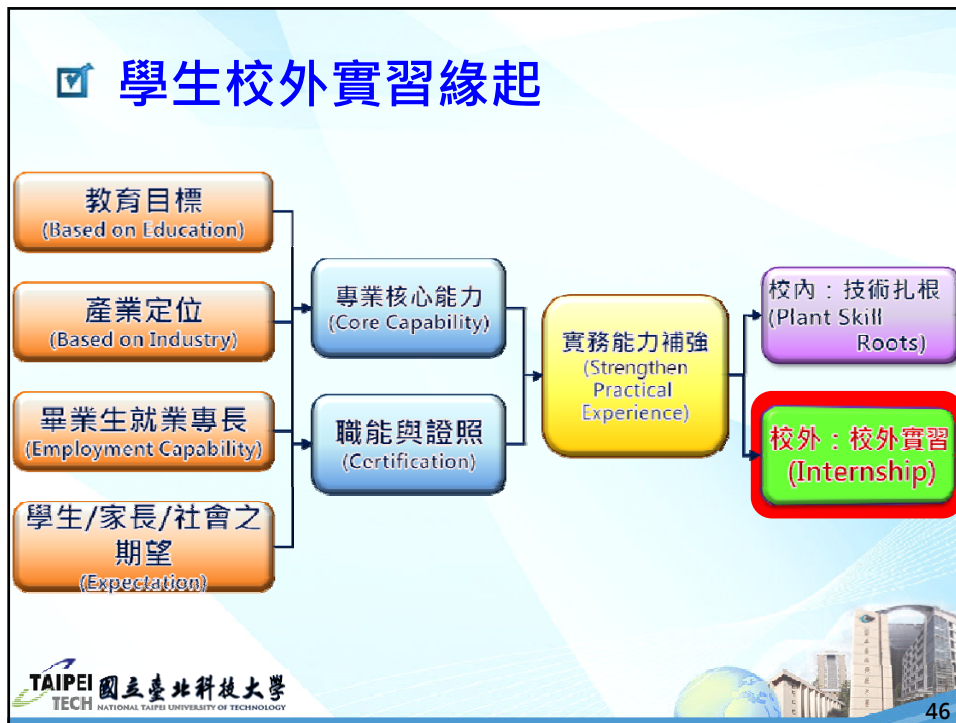 學生校外實習緣起
教育目標
(Based on Education)
產業定位
(Based on Industry)
畢業生就業專長
(Employment Capability)
學生/家長/社會之
期望
(Expectation)
專業核心能力
(Core Capability)
職能與證照
(Certification)
實務能力補強
(Strengthen
Practical
Experience)
校內：技術扎根
(Plant Skill
Roots)
校外：校外實習
(Internship)
TAIPEI
TECH
國立臺北科技大學
NATIONAL TAIPEI UNIVERSITY OF TECHNOLOGY
46